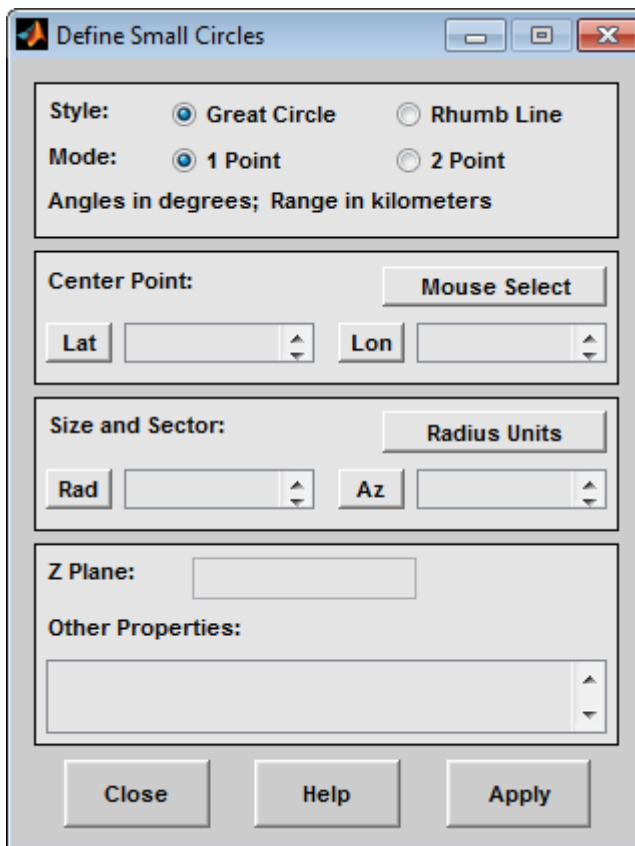 Define Small Circles
Style: Great Circle Rhumb Line
Mode: 1 Point 2 Point
Angles in degrees; Range in kilometers
Center Point: Mouse Select
Lat Lon
Size and Sector: Radius Units
Rad Az
Z Plane:
Other Properties:
Close Help Apply